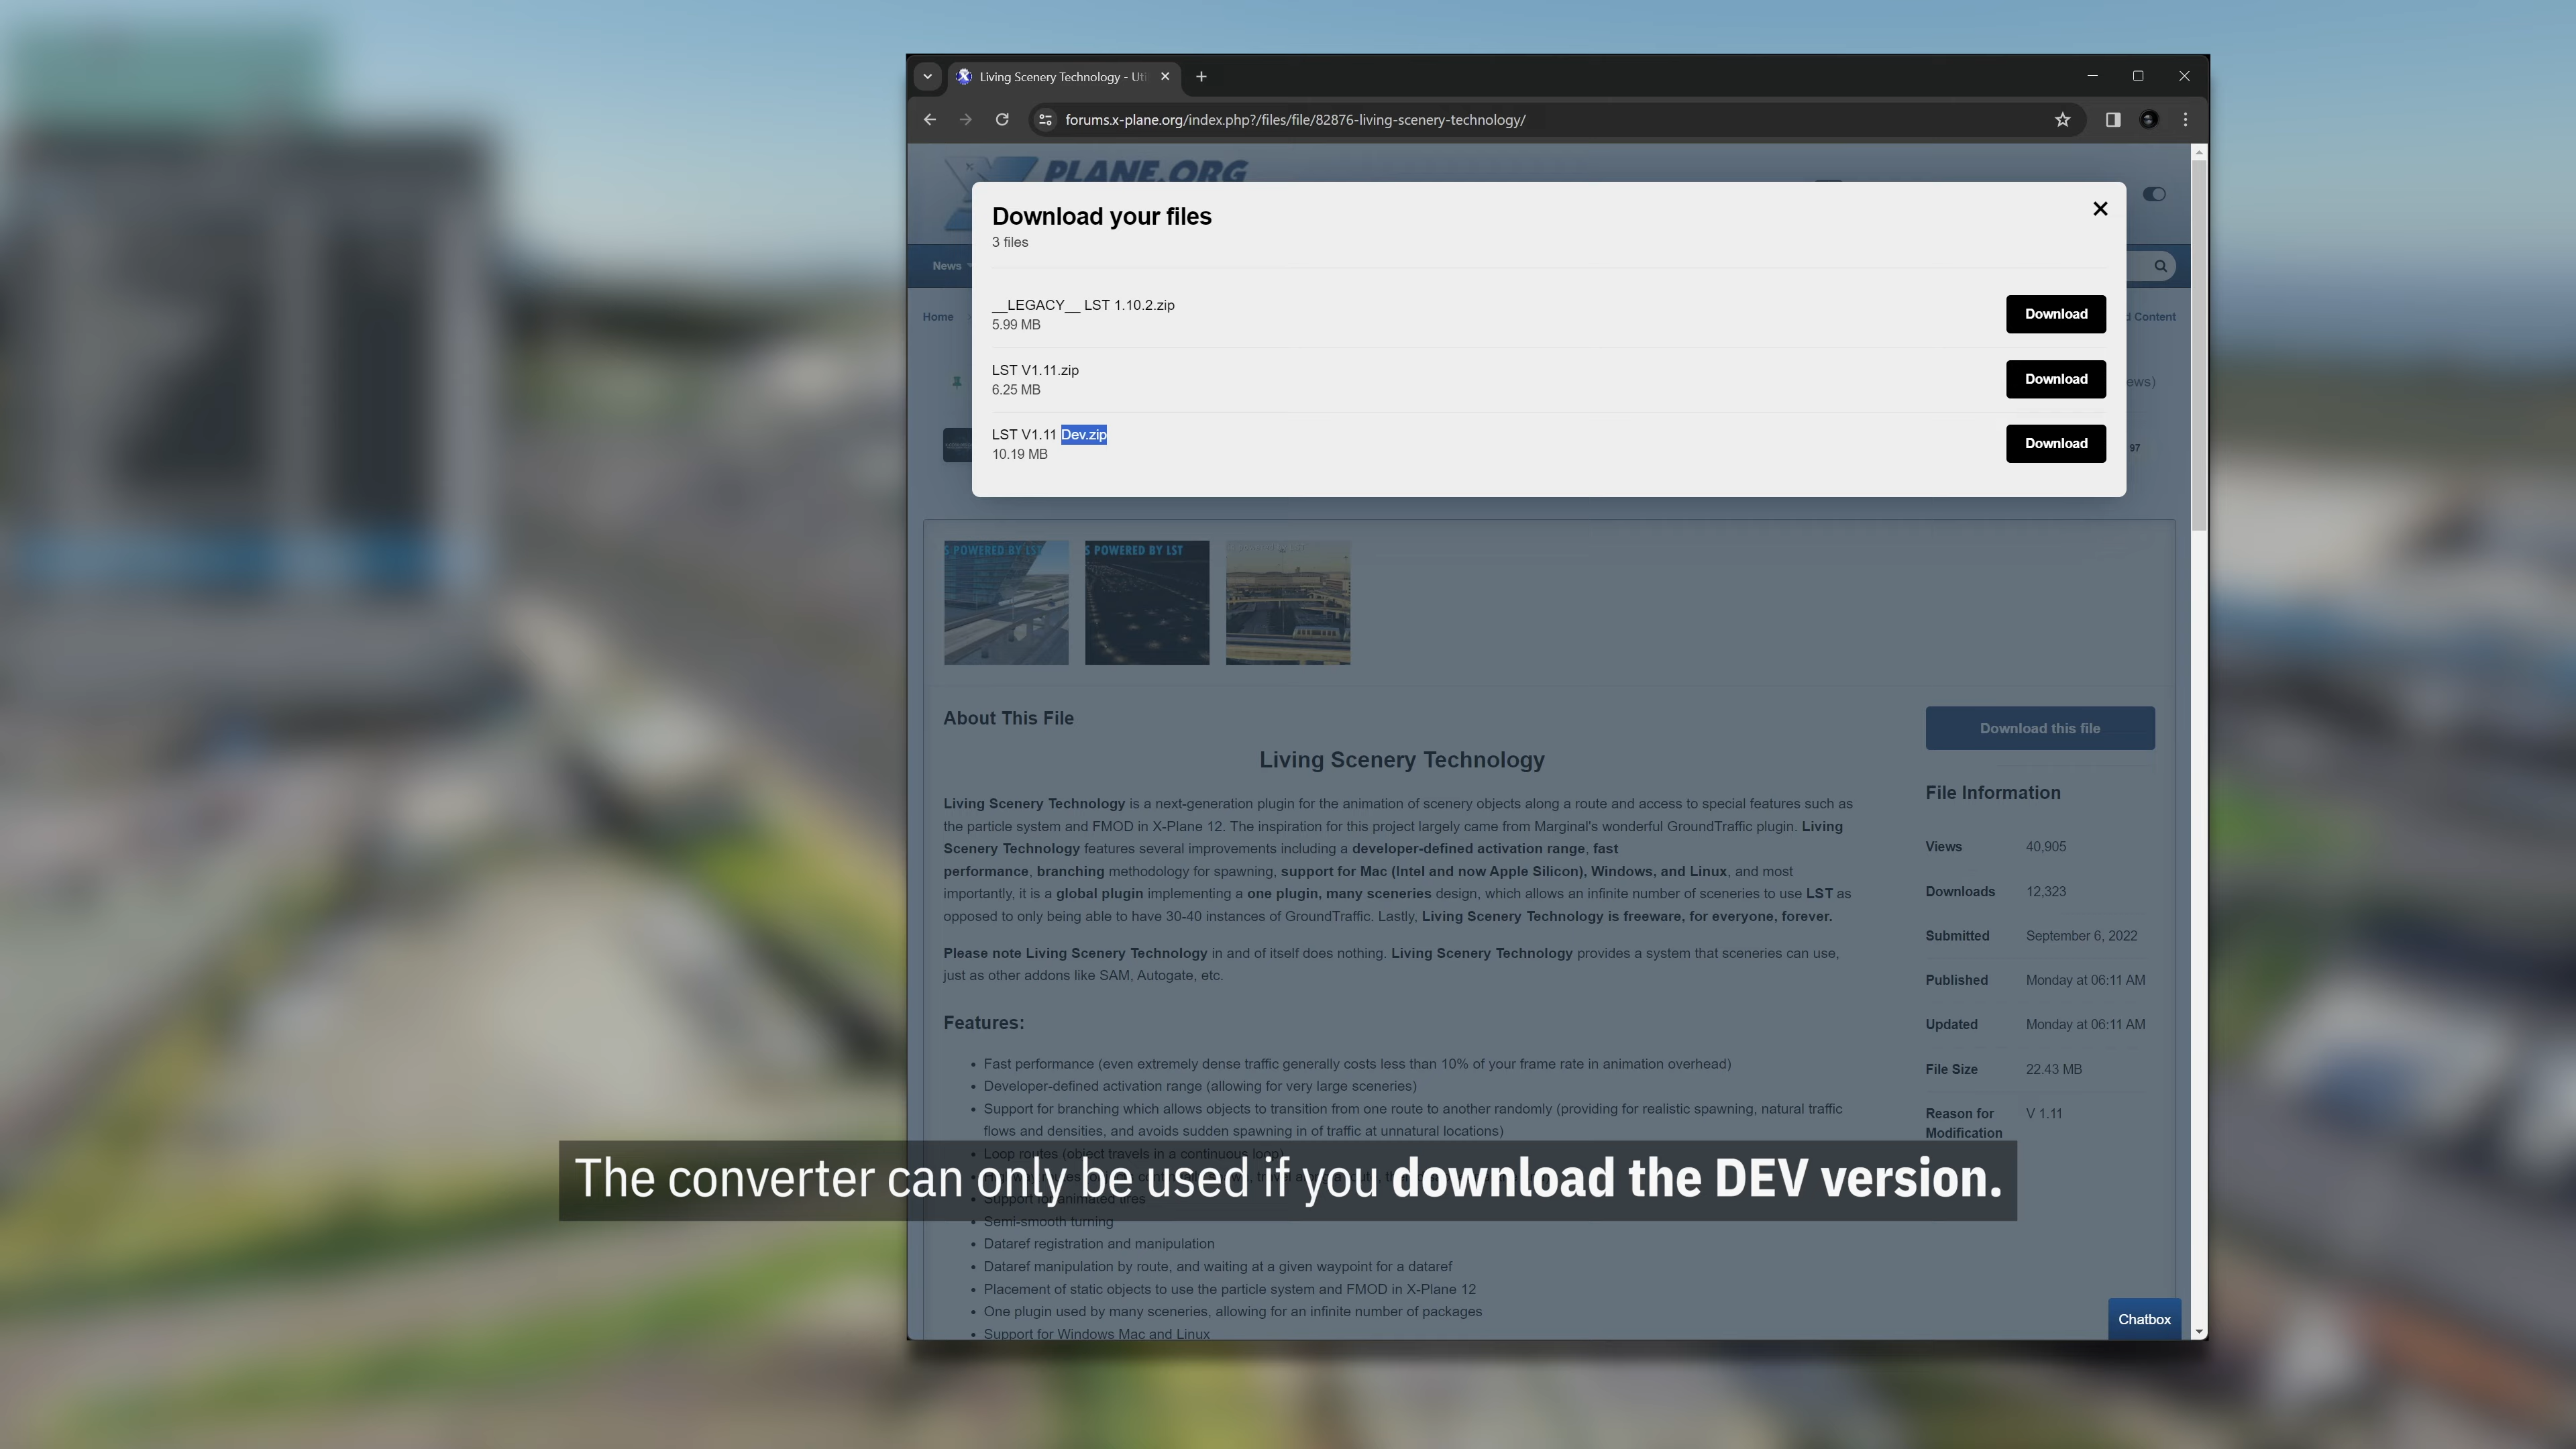 Living Scenery Technology - Uti
forums.x-plane.org/index.php?/files/file/82876-living-scenery-technology/
PLANE.ORG
Download your files
3 files
News
__LEGACY__ LST 1.10.2.zip
5.99 MB
Download
Home
d Content
LST V1.11.zip
6.25 MB
Download
ews)
LST V1.11 Dev.zip
10.19 MB
Download
97
S POWERED BY LST
S POWERED BY LST
About This File
Download this file
Living Scenery Technology
File Information
Living Scenery Technology is a next-generation plugin for the animation of scenery objects along a route and access to special features such as
the particle system and FMOD in X-Plane 12. The inspiration for this project largely came from Marginal's wonderful GroundTraffic plugin. Living
Scenery Technology features several improvements including a developer-defined activation range, fast
performance, branching methodology for spawning, support for Mac (Intel and now Apple Silicon), Windows, and Linux, and most
importantly, it is a global plugin implementing a one plugin, many sceneries design, which allows an infinite number of sceneries to use LST as
opposed to only being able to have 30-40 instances of GroundTraffic. Lastly, Living Scenery Technology is freeware, for everyone, forever.
Please note Living Scenery Technology in and of itself does nothing. Living Scenery Technology provides a system that sceneries can use,
just as other addons like SAM, Autogate, etc.
Views 40,905
Downloads 12,323
Submitted September 6, 2022
Published Monday at 06:11 AM
Updated Monday at 06:11 AM
File Size 22.43 MB
Reason for Modification V 1.11
Features:
• Fast performance (even extremely dense traffic generally costs less than 10% of your frame rate in animation overhead)
• Developer-defined activation range (allowing for very large sceneries)
• Support for branching which allows objects to transition from one route to another randomly (providing for realistic spawning, natural traffic
flows and densities, and avoids sudden spawning in of traffic at unnatural locations)
• Loop routes (object travels in a continuous loop)
The converter can only be used if you download the DEV version.
• Support for animated tires
• Semi-smooth turning
• Dataref registration and manipulation
• Dataref manipulation by route, and waiting at a given waypoint for a dataref
• Placement of static objects to use the particle system and FMOD in X-Plane 12
• One plugin used by many sceneries, allowing for an infinite number of packages
• Support for Windows Mac and Linux
Chatbox